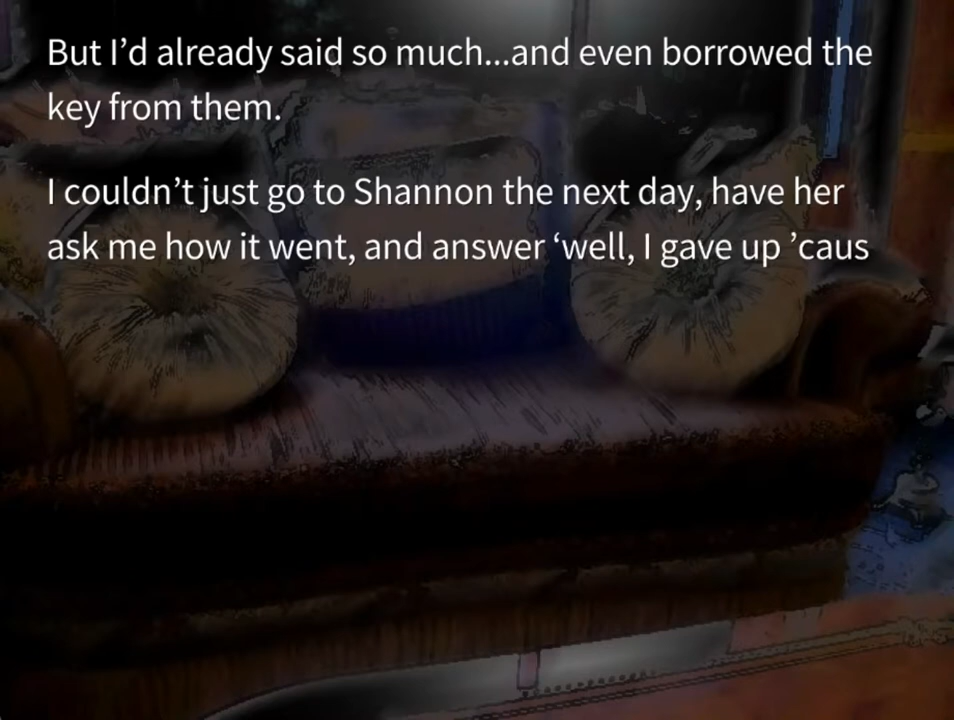 But I’d already said so much...and even borrowed the
key from them.
I couldn’t just go to Shannon the next day, have her
ask me how it went, and answer ‘well, I gave up ’caus